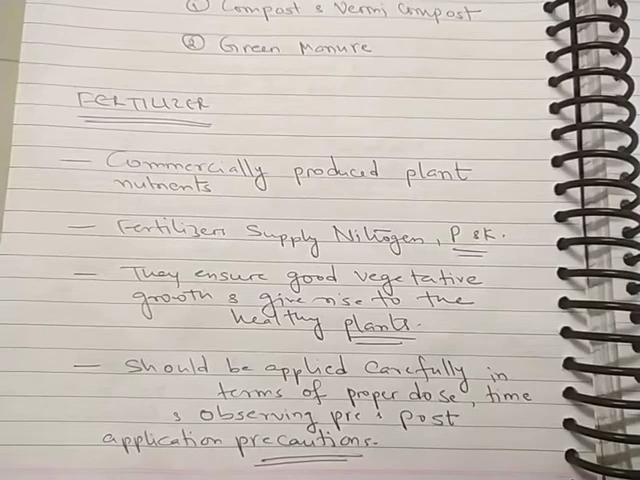 ① Compost & Vermi Compost
② Green Manure
FERTILIZER
— Commercially produced plant
nutrients
— Fertilizers Supply Nitrogen, P & K.
— They ensure good vegetative
growth & give rise to the
healthy plants.
— Should be applied carefully in
terms of proper dose, time
& observing pre & post
application precautions.